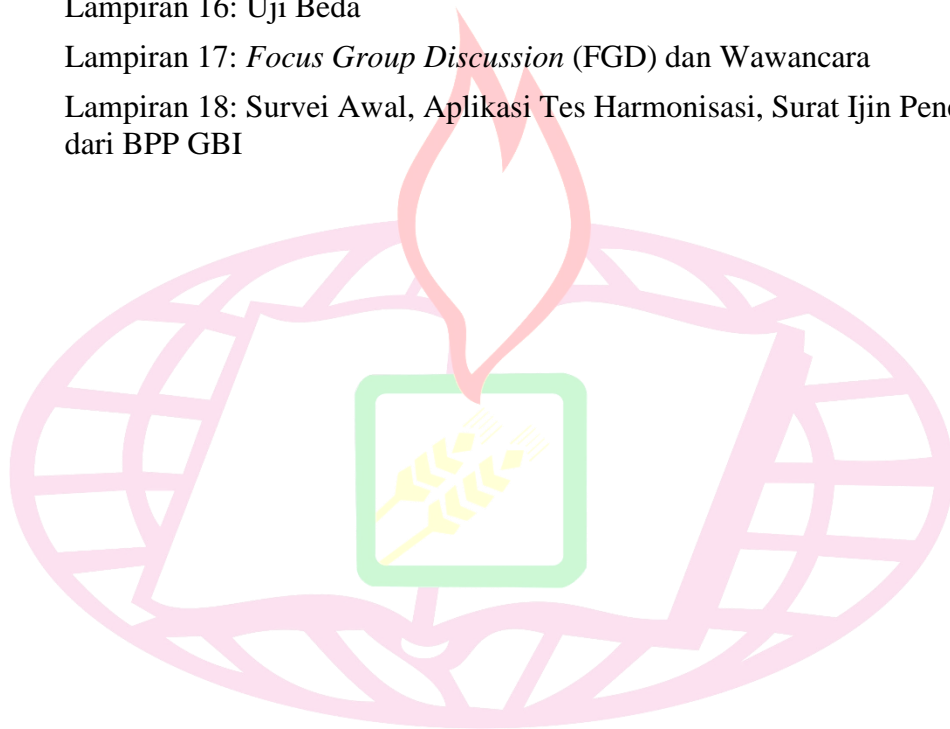 Lampiran 16: Uji Beda
Lampiran 17: Focus Group Discussion (FGD) dan Wawancara
Lampiran 18: Survei Awal, Aplikasi Tes Harmonisasi, Surat Ijin
dari BPP GBI